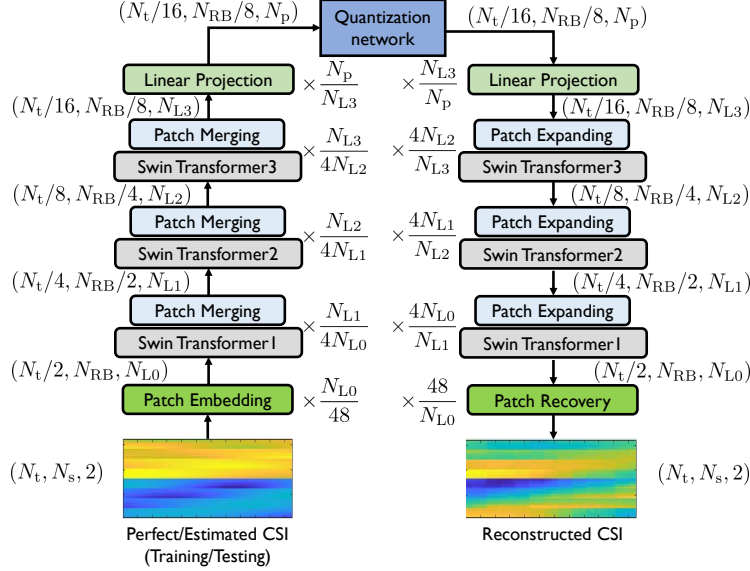 (N_t/16, N_RB/8, N_p)
Quantization
network
(N_t/16, N_RB/8, N_p)
Linear Projection
× N_p/N_L3
× N_L3/N_p
Linear Projection
(N_t/16, N_RB/8, N_L3)
(N_t/16, N_RB/8, N_L3)
Patch Merging
Swin Transformer3
× N_L3/4N_L2
× 4N_L2/N_L3
Patch Expanding
Swin Transformer3
(N_t/8, N_RB/4, N_L2)
(N_t/8, N_RB/4, N_L2)
Patch Merging
Swin Transformer2
× N_L2/4N_L1
× 4N_L1/N_L2
Patch Expanding
Swin Transformer2
(N_t/4, N_RB/2, N_L1)
(N_t/4, N_RB/2, N_L1)
Patch Merging
Swin Transformer1
× N_L1/4N_L0
× 4N_L0/N_L1
Patch Expanding
Swin Transformer1
(N_t/2, N_RB, N_L0)
(N_t/2, N_RB, N_L0)
Patch Embedding
× N_L0/48
× 48/N_L0
Patch Recovery
(N_t, N_s, 2)
(N_t, N_s, 2)
Perfect/Estimated CSI
(Training/Testing)
Reconstructed CSI